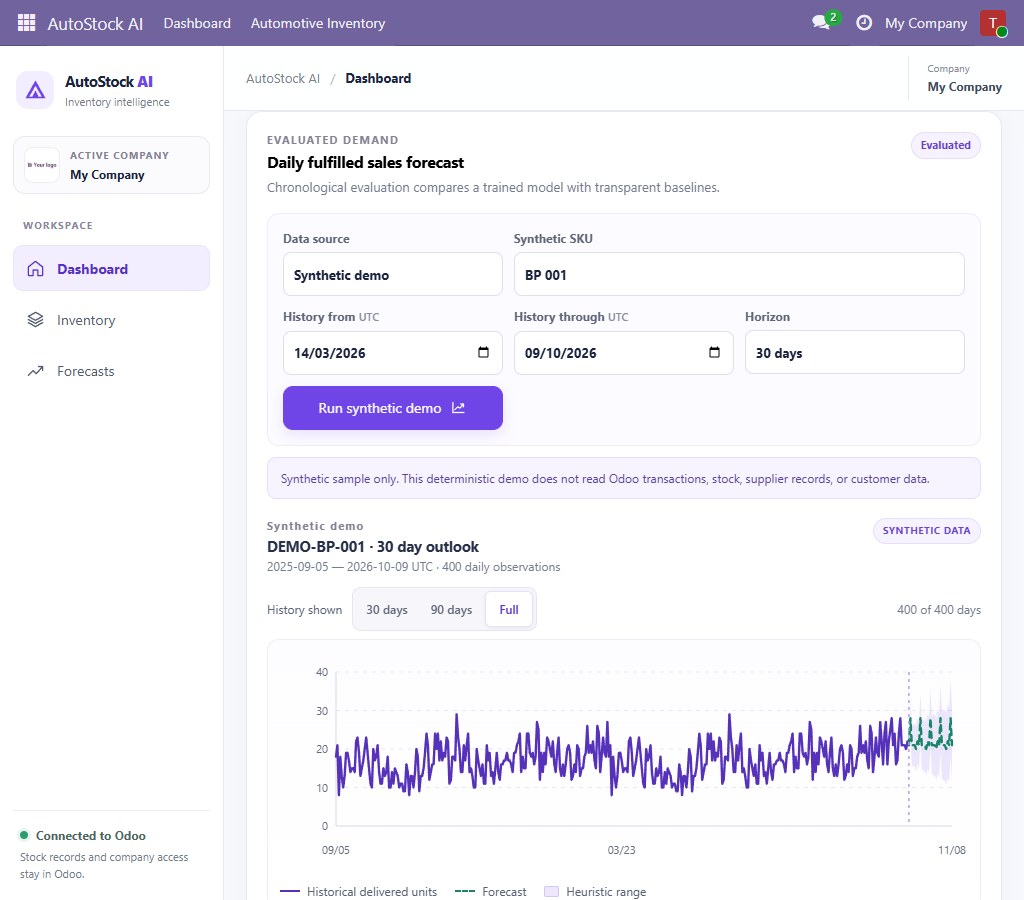 AutoStock AI Dashboard Automotive Inventory 2 My Company T
AutoStock AI
Inventory intelligence
AutoStock AI / Dashboard
Company
My Company
Your logo
ACTIVE COMPANY
My Company
WORKSPACE
Dashboard
Inventory
Forecasts
Connected to Odoo
Stock records and company access
stay in Odoo.
EVALUATED DEMAND
Evaluated
Daily fulfilled sales forecast
Chronological evaluation compares a trained model with transparent baselines.
Data source Synthetic SKU
Synthetic demo BP 001
History from UTC History through UTC Horizon
14/03/2026 09/10/2026 30 days
Run synthetic demo
Synthetic sample only. This deterministic demo does not read Odoo transactions, stock, supplier records, or customer data.
Synthetic demo
SYNTHETIC DATA
DEMO-BP-001 · 30 day outlook
2025-09-05 — 2026-10-09 UTC · 400 daily observations
History shown 30 days 90 days Full 400 of 400 days
40
30
20
10
0
09/05 03/23 11/08
Historical delivered units Forecast Heuristic range